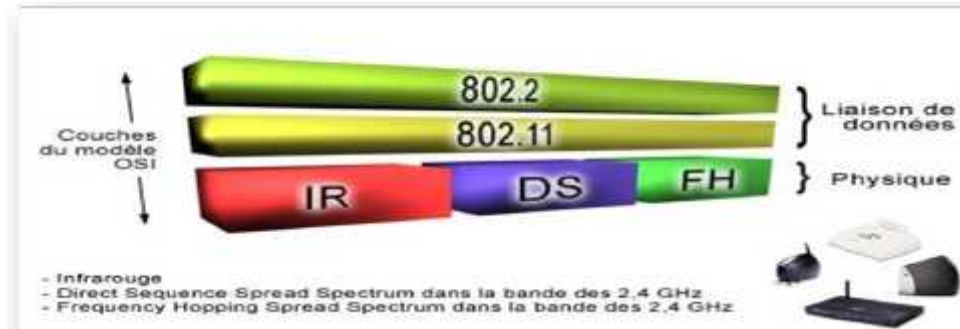 802.2
802.11
IR DS FH
Couches
du modèle
OSI
Liaison de
données
Physique
- Infrarouge
- Direct Sequence Spread Spectrum dans la bande des 2,4 GHz
- Frequency Hopping Spread Spectrum dans la bande des 2,4 GHz